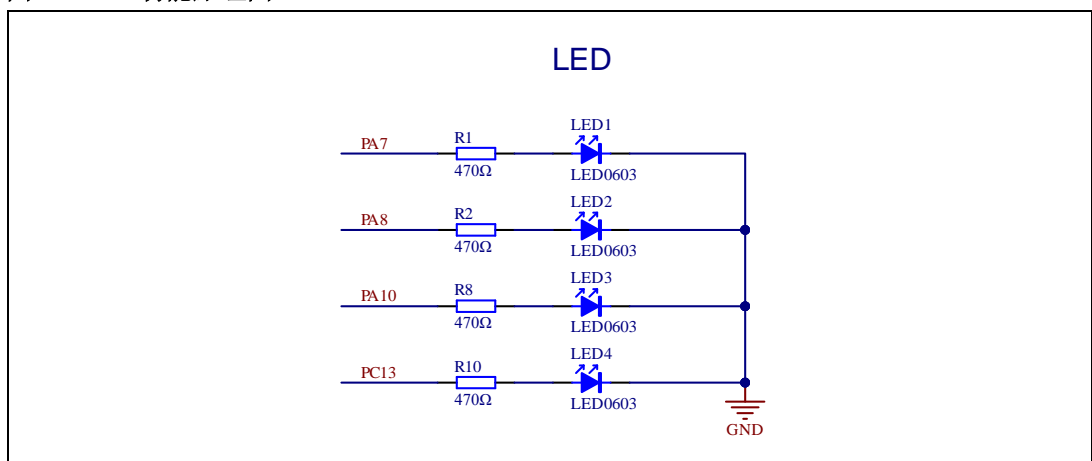 LED
LED1
PA7
R1
470Ω
LED0603
LED2
PA8
R2
470Ω
LED0603
LED3
PA10
R8
470Ω
LED0603
LED4
PC13
R10
470Ω
LED0603
GND